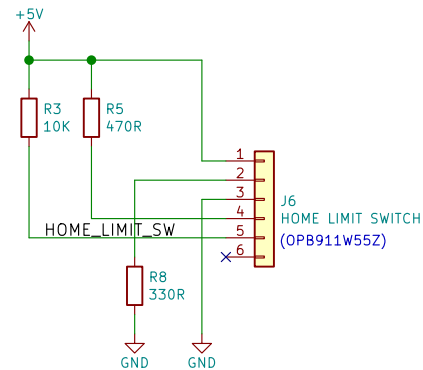 +5V
R3
10K
R5
470R
1
2
3
4
5
6
J6
HOME LIMIT SWITCH
(OPB911W55Z)
HOME_LIMIT_SW
R8
330R
GND
GND